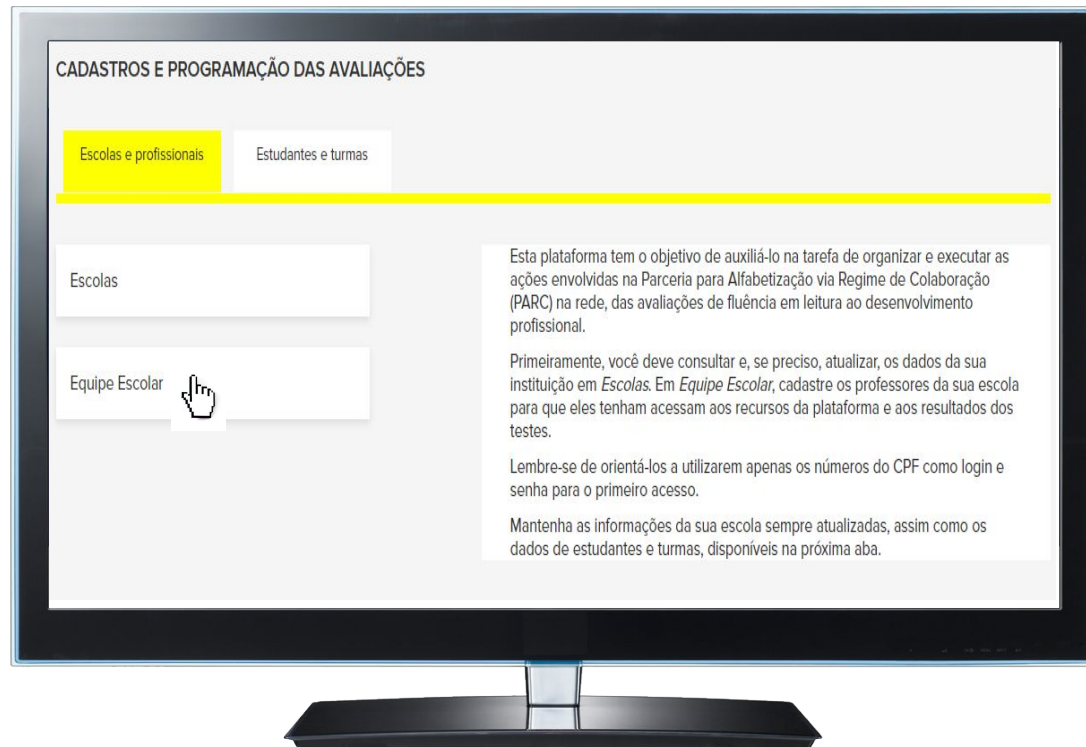 CADASTROS E PROGRAMAÇÃO DAS AVALIAÇÕES
Escolas e profissionais
Estudantes e turmas
Escolas
Equipe Escolar
Esta plataforma tem o objetivo de auxiliá-lo na tarefa de organizar e executar as
ações envolvidas na Parceria para Alfabetização via Regime de Colaboração
(PARC) na rede, das avaliações de fluência em leitura ao desenvolvimento
profissional.
Primeiramente, você deve consultar e, se preciso, atualizar, os dados da sua
instituição em Escolas. Em Equipe Escolar, cadastre os professores da sua escola
para que eles tenham acessam aos recursos da plataforma e aos resultados dos
testes.
Lembre-se de orientá-los a utilizarem apenas os números do CPF como login e
senha para o primeiro acesso.
Mantenha as informações da sua escola sempre atualizadas, assim como os
dados de estudantes e turmas, disponíveis na próxima aba.